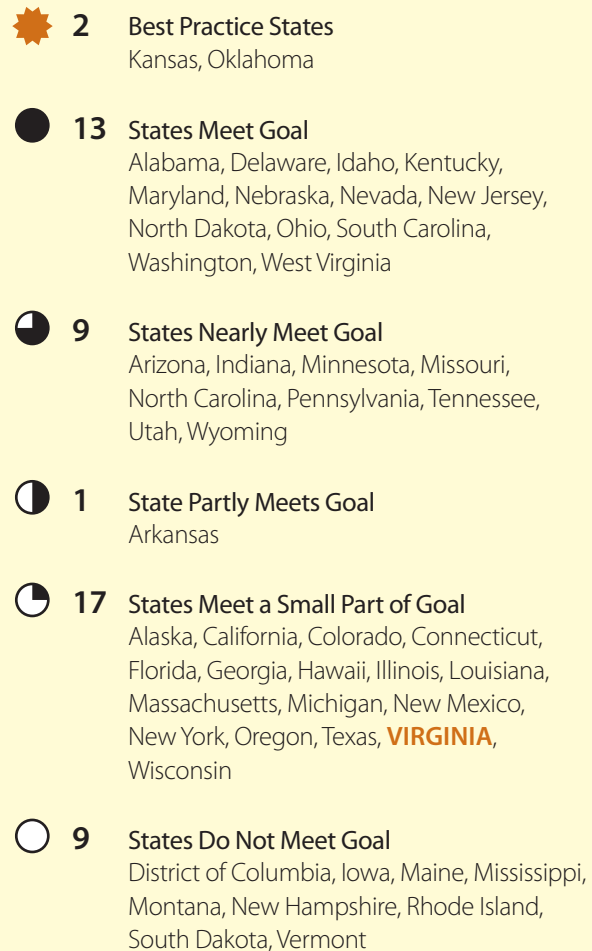 2 Best Practice States
Kansas, Oklahoma
13 States Meet Goal
Alabama, Delaware, Idaho, Kentucky,
Maryland, Nebraska, Nevada, New Jersey,
North Dakota, Ohio, South Carolina,
Washington, West Virginia
9 States Nearly Meet Goal
Arizona, Indiana, Minnesota, Missouri,
North Carolina, Pennsylvania, Tennessee,
Utah, Wyoming
1 State Partly Meets Goal
Arkansas
17 States Meet a Small Part of Goal
Alaska, California, Colorado, Connecticut,
Florida, Georgia, Hawaii, Illinois, Louisiana,
Massachusetts, Michigan, New Mexico,
New York, Oregon, Texas, VIRGINIA,
Wisconsin
9 States Do Not Meet Goal
District of Columbia, Iowa, Maine, Mississippi,
Montana, New Hampshire, Rhode Island,
South Dakota, Vermont